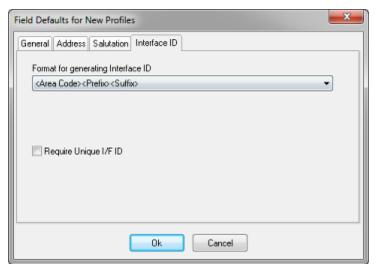 Field Defaults for New Profiles
General Address Salutation Interface ID
Format for generating Interface ID
<Area Code><Prefix><Suffix>
Require Unique I/F ID
Ok Cancel